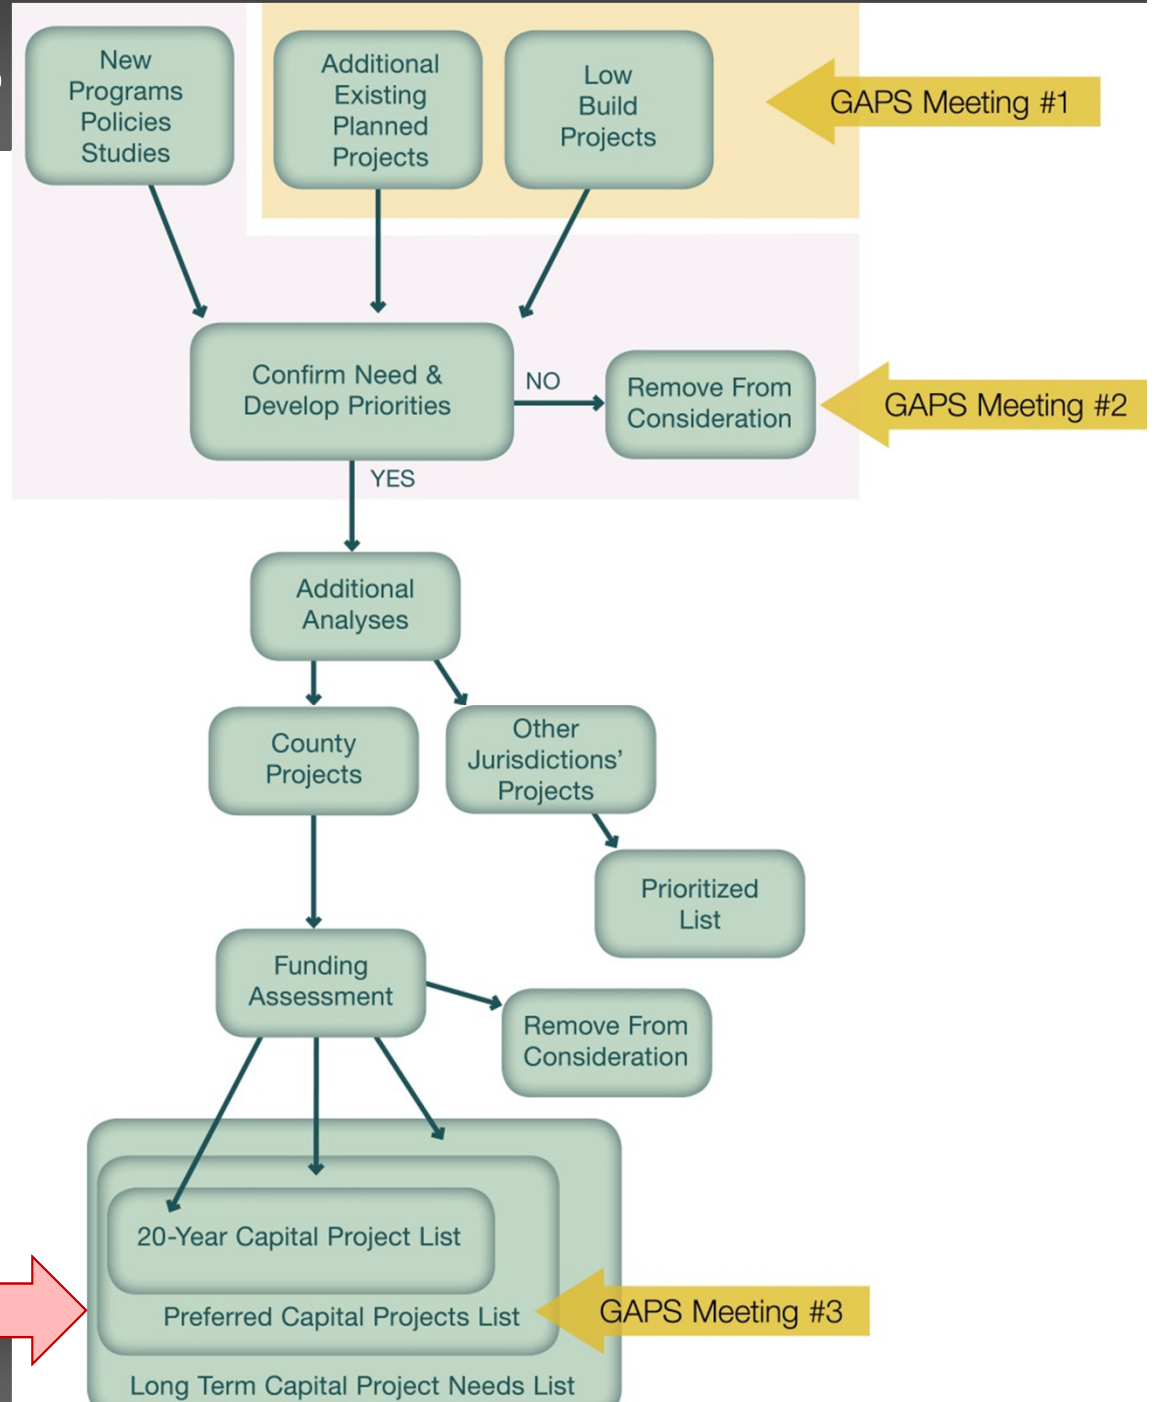 New
Programs
Policies
Studies
Additional
Existing
Planned
Projects
Low
Build
Projects
GAPS Meeting #1
Confirm Need &
Develop Priorities
NO
Remove From
Consideration
GAPS Meeting #2
YES
Additional
Analyses
County
Projects
Other
Jurisdictions’
Projects
Prioritized
List
Funding
Assessment
Remove From
Consideration
20-Year Capital Project List
Preferred Capital Projects List
GAPS Meeting #3
Long Term Capital Project Needs List